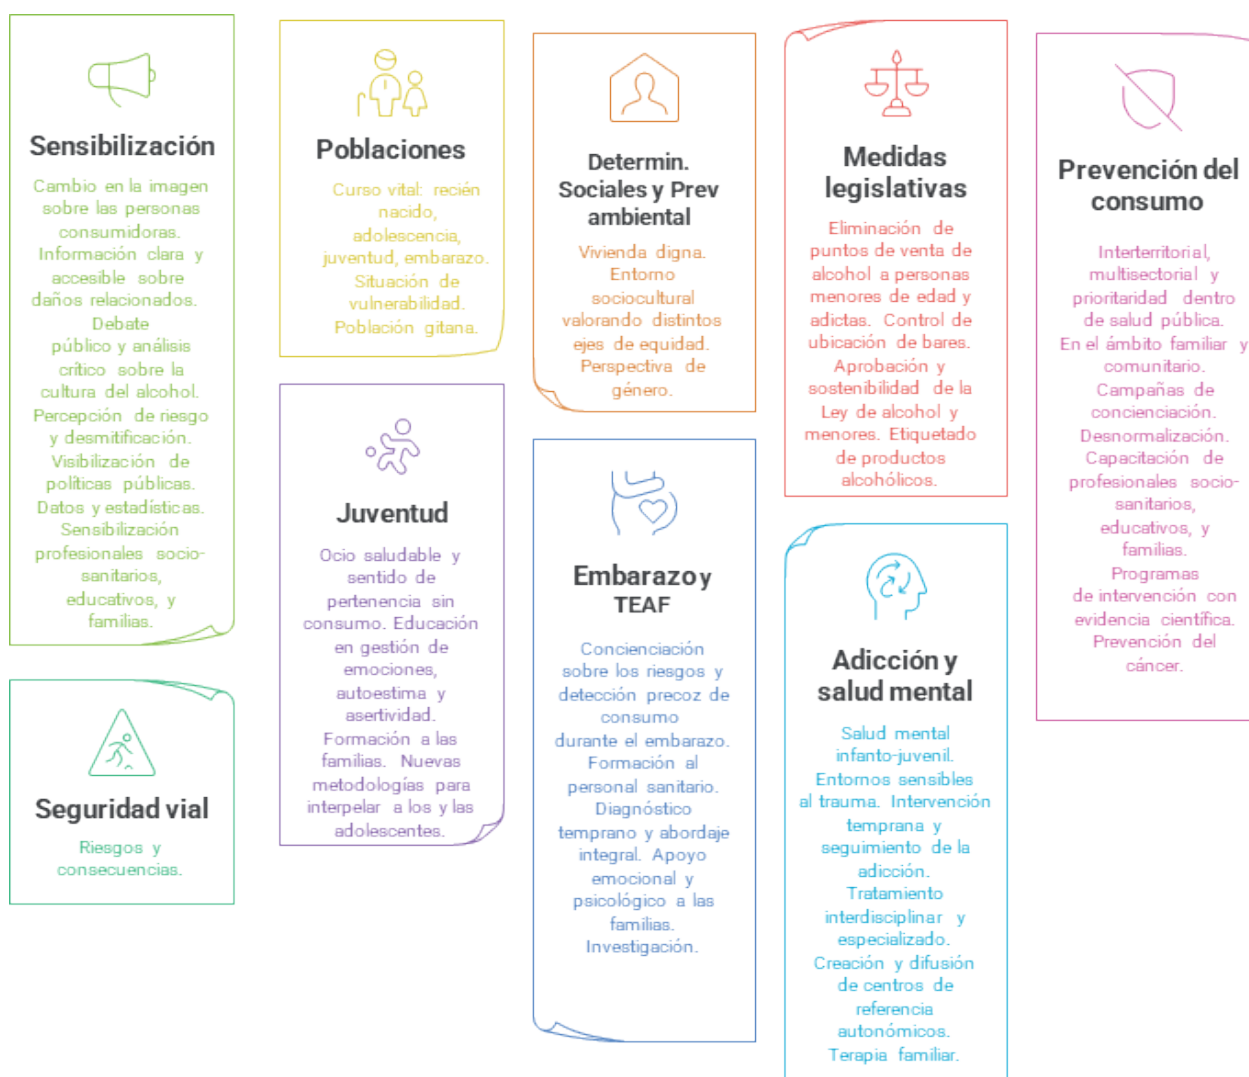 Sensibilización
Cambio en la imagen
sobre las personas
consumidoras.
Información clara y
accesible sobre
daños relacionados.
Debate
público y análisis
crítico sobre la
cultura del alcohol.
Percepción de riesgo
y desmitificación.
Visibilización de
políticas públicas.
Datos y estadísticas.
Sensibilización
profesionales socio-
sanitarios,
educativos, y
familias.
Seguridad vial
Riesgos y
consecuencias.
Poblaciones
Curso vital: recién
nacido,
adolescencia,
juventud, embarazo.
Situación de
vulnerabilidad.
Población gitana.
Juventud
Ocio saludable y
sentido de
pertenencia sin
consumo. Educación
en gestión de
emociones,
autoestima y
asertividad.
Formación a las
familias. Nuevas
metodologías para
interpelar a los y las
adolescentes.
Determin.
Sociales y Prev
ambiental
Vivienda digna.
Entorno
sociocultural
valorando distintos
ejes de equidad.
Perspectiva de
género.
Embarazo y
TEAF
Concienciación
sobre los riesgos y
detección precoz de
consumo
durante el embarazo.
Formación al
personal sanitario.
Diagnóstico
temprano y abordaje
integral. Apoyo
emocional y
psicológico a las
familias.
Investigación.
Medidas
legislativas
Eliminación de
puntos de venta de
alcohol a personas
menores de edad y
adictas. Control de
ubicación de bares.
Aprobación y
sostenibilidad de la
Ley de alcohol y
menores. Etiquetado
de productos
alcohólicos.
Adicción y
salud mental
Salud mental
infanto-juvenil.
Entornos sensibles
al trauma. Intervención
temprana y
seguimiento de la
adicción.
Tratamiento
interdisciplinar y
especializado.
Creación y difusión
de centros de
referencia
autonómicos.
Terapia familiar.
Prevención del
consumo
Interterritorial,
multisectorial y
prioritaridad dentro
de salud pública.
En el ámbito familiar y
comunitario.
Campañas de
concienciación.
Desnormalización.
Capacitación de
profesionales socio-
sanitarios,
educativos, y
familias.
Programas
de intervención con
evidencia científica.
Prevención del
cáncer.